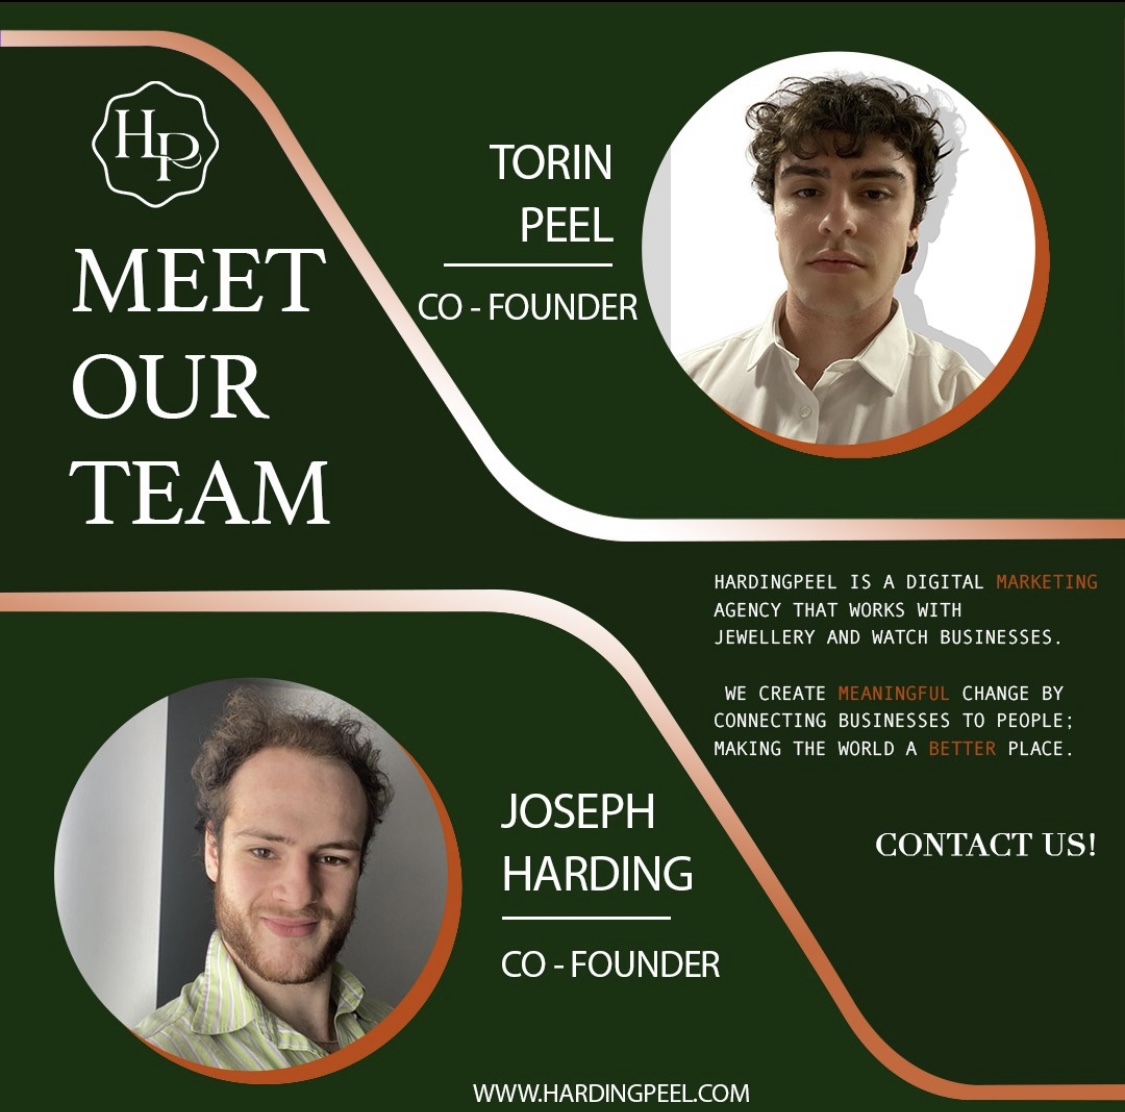 HP
MEET
OUR
TEAM
TORIN
PEEL
CO - FOUNDER
HARDINGPEEL IS A DIGITAL MARKETING
AGENCY THAT WORKS WITH
JEWELLERY AND WATCH BUSINESSES.
WE CREATE MEANINGFUL CHANGE BY
CONNECTING BUSINESSES TO PEOPLE;
MAKING THE WORLD A BETTER PLACE.
JOSEPH
HARDING
CO - FOUNDER
CONTACT US!
WWW.HARDINGPEEL.COM